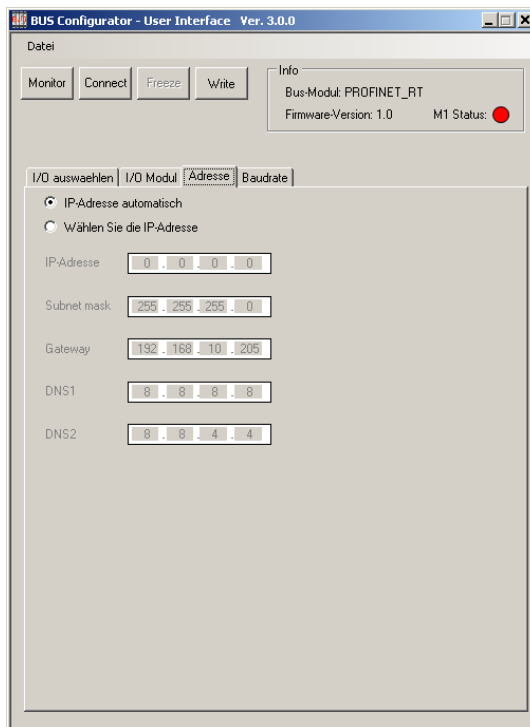 BUS Configurator - User Interface Ver. 3.0.0
Datei
Monitor Connect Freeze Write
Info
Bus-Modul: PROFINET_RT
Firmware-Version: 1.0 M1 Status:
I/O auswaehlen I/O Modul Adresse Baudrate
IP-Adresse automatisch
Wählen Sie die IP-Adresse
IP-Adresse 0 . 0 . 0 . 0
Subnet mask 255 . 255 . 255 . 0
Gateway 192 . 168 . 10 . 205
DNS1 8 . 8 . 8 . 8
DNS2 8 . 8 . 4 . 4